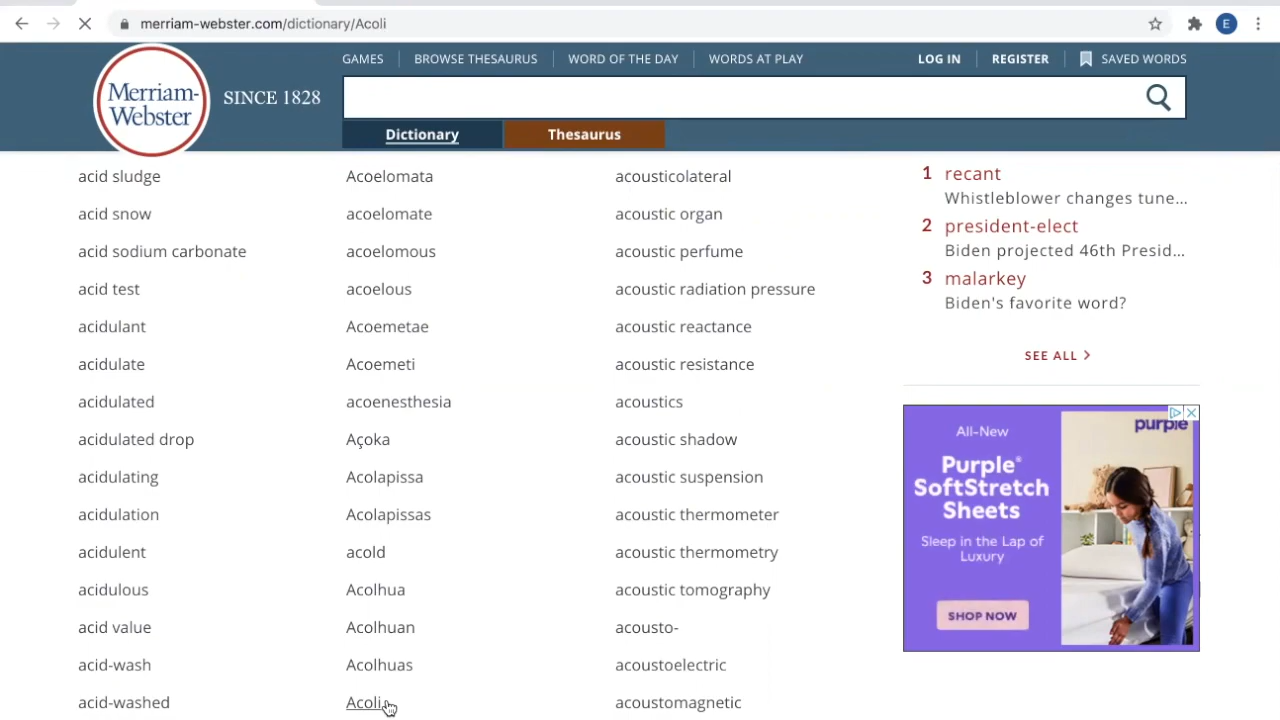 merriam-webster.com/dictionary/Acoli
E
GAMES
BROWSE THESAURUS
WORD OF THE DAY
WORDS AT PLAY
LOG IN
REGISTER
SAVED WORDS
Merriam-
Webster
SINCE 1828
Dictionary
Thesaurus
acid sludge
acid snow
acid sodium carbonate
acid test
acidulant
acidulate
acidulated
acidulated drop
acidulating
acidulation
acidulent
acidulous
acid value
acid-wash
acid-washed
Acoelomata
acoelomate
acoelomous
acoelous
Acoemetae
Acoemeti
acoenesthesia
Açoka
Acolapissa
Acolapissas
acold
Acolhua
Acolhuan
Acolhuas
Acoli
acousticolateral
acoustic organ
acoustic perfume
acoustic radiation pressure
acoustic reactance
acoustic resistance
acoustics
acoustic shadow
acoustic suspension
acoustic thermometer
acoustic thermometry
acoustic tomography
acousto-
acoustoelectric
acoustomagnetic
1 recant
Whistleblower changes tune...
2 president-elect
Biden projected 46th Presid...
3 malarkey
Biden's favorite word?
SEE ALL >
purple
All-New
Purple®
SoftStretch
Sheets
Sleep in the Lap of
Luxury
SHOP NOW